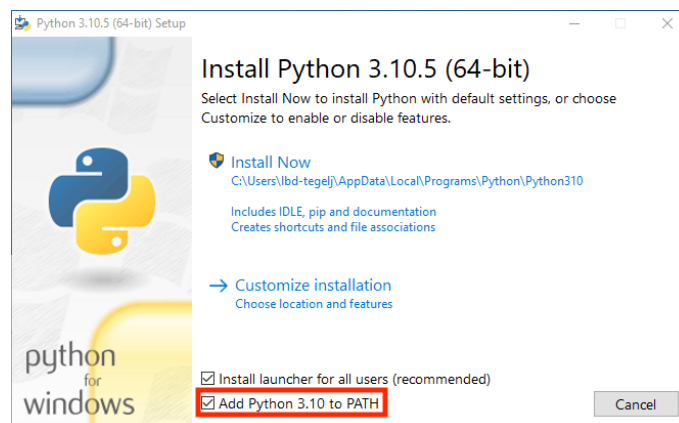 Python 3.10.5 (64-bit) Setup
Install Python 3.10.5 (64-bit)
Select Install Now to install Python with default settings, or choose
Customize to enable or disable features.
Install Now
C:\Users\lbd-tegelj\AppData\Local\Programs\Python\Python310
Includes IDLE, pip and documentation
Creates shortcuts and file associations
Customize installation
Choose location and features
python
for
windows
Install launcher for all users (recommended)
Add Python 3.10 to PATH
Cancel